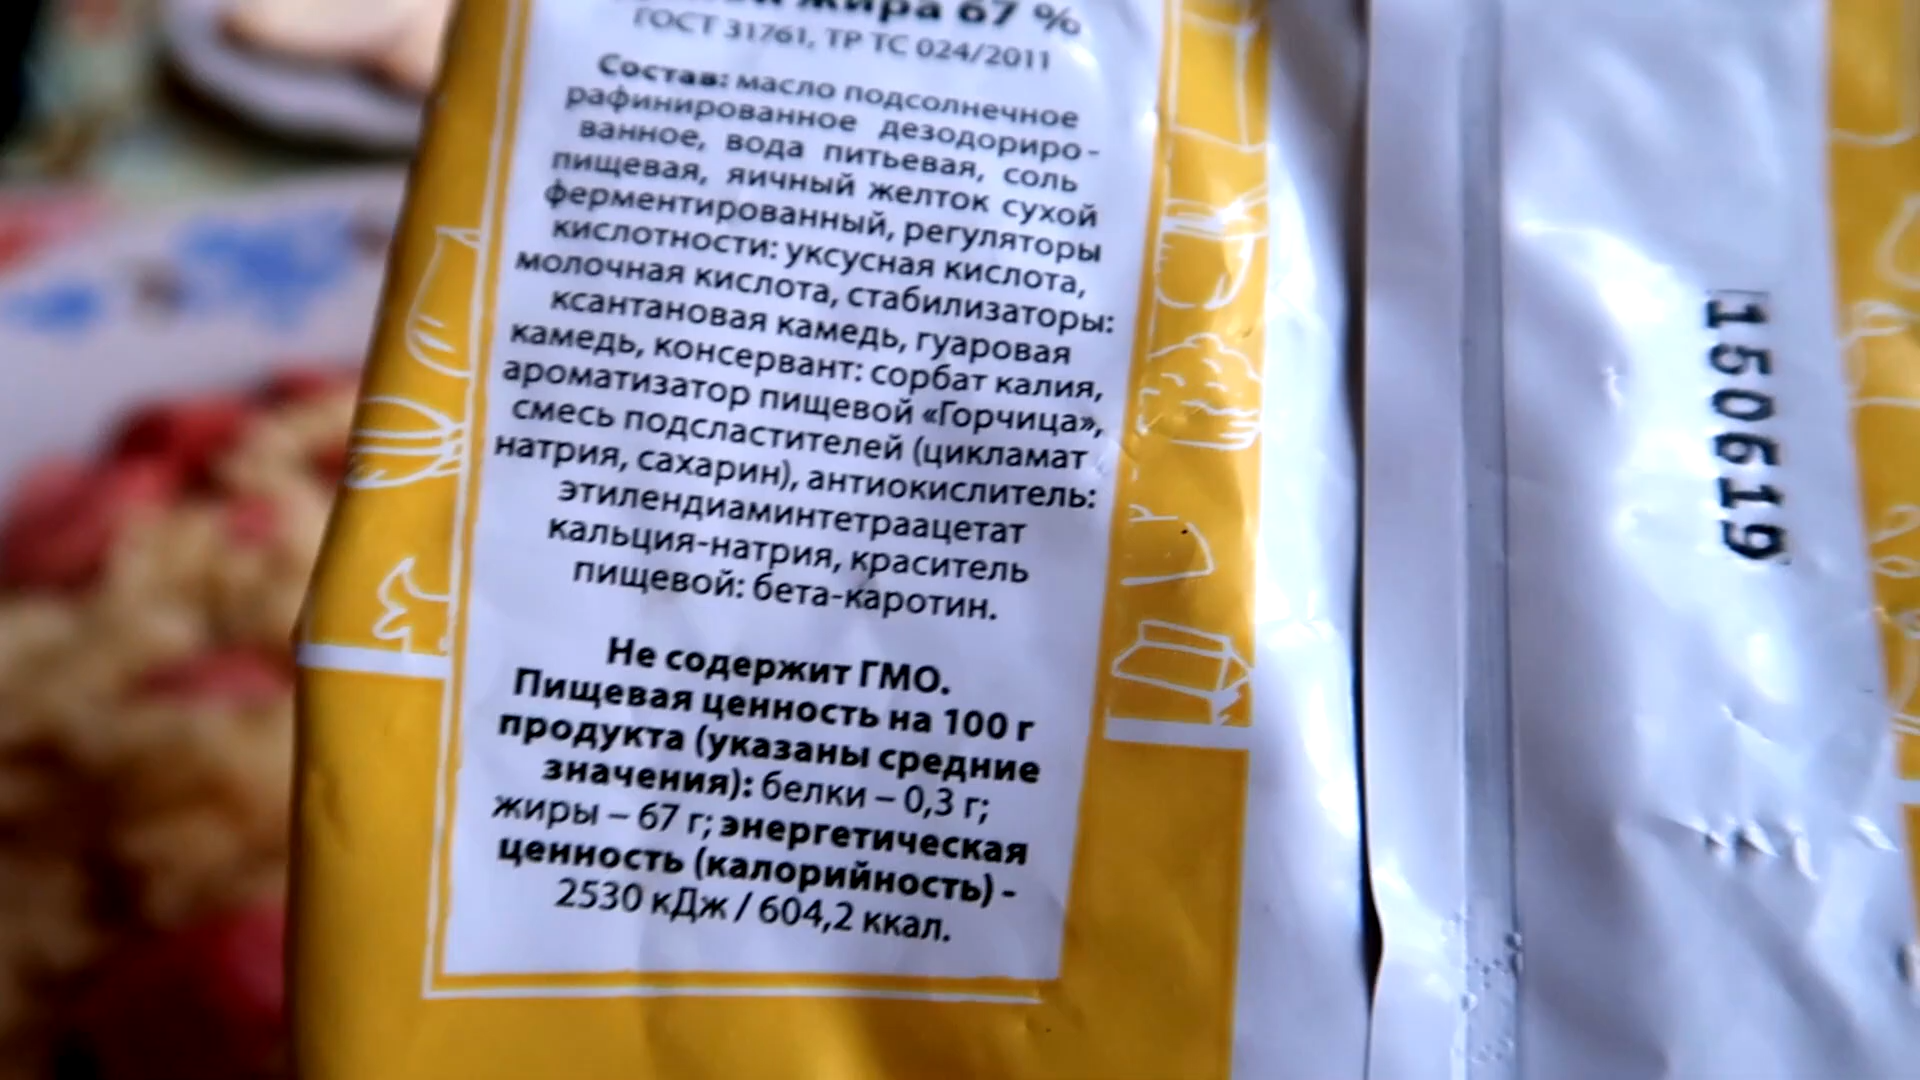 жира 67 %
ГОСТ 31761, ТР ТС 024/2011
Состав: масло подсолнечное
рафинированное дезодориро-
ванное, вода питьевая, соль
пищевая, яичный желток сухой
ферментированный, регуляторы
кислотности: уксусная кислота,
молочная кислота, стабилизаторы:
ксантановая камедь, гуаровая
камедь, консервант: сорбат калия,
ароматизатор пищевой «Горчица»,
смесь подсластителей (цикламат
натрия, сахарин), антиокислитель:
этилендиаминтетраацетат
кальция-натрия, краситель
пищевой: бета-каротин.
Не содержит ГМО.
Пищевая ценность на 100 г
продукта (указаны средние
значения): белки – 0,3 г;
жиры – 67 г; энергетическая
ценность (калорийность) -
2530 кДж / 604,2 ккал.
150619